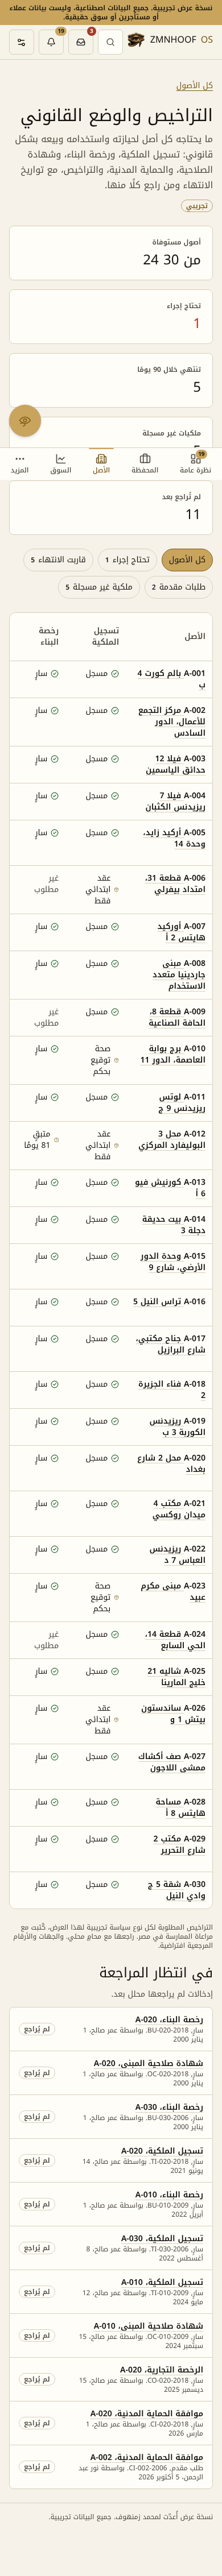 نسخة عرض تجريبية. جميع البيانات اصطناعية، وليست بيانات عملاء
أو مستأجرين أو سوق حقيقية.
ZMNHOOF OS
3
19
كل الأصول
التراخيص والوضع القانوني
ما يحتاجه كل أصل لحيازته واستخدامه وبيعه بشكل
قانوني: تسجيل الملكية، ورخصة البناء، وشهادة
الصلاحية، والحماية المدنية، والتراخيص، مع تواريخ
الانتهاء ومن راجع كلًا منها.
تجريبي
أصول مستوفاة
24 من 30
تحتاج إجراء
1
تنتهي خلال 90 يومًا
5
ملكيات غير مسجلة
19
نظرة عامة
المحفظة
الأصل
السوق
المزيد
لم تُراجع بعد
11
كل الأصول
تحتاج إجراء 1
قاربت الانتهاء 5
طلبات مقدمة 2
ملكية غير مسجلة 5
الأصل
تسجيل الملكية
رخصة البناء
A-001 بالم كورت 4 ب
مسجل
سارٍ
A-002 مركز التجمع للأعمال، الدور السادس
مسجل
سارٍ
A-003 فيلا 12 حدائق الياسمين
مسجل
سارٍ
A-004 فيلا 7 ريزيدنس الكثبان
مسجل
سارٍ
A-005 أركيد زايد، وحدة 14
مسجل
سارٍ
A-006 قطعة 31، امتداد بيفرلي
عقد ابتدائي فقط
غير مطلوب
A-007 أوركيد هايتس 2 أ
مسجل
سارٍ
A-008 مبنى جاردينيا متعدد الاستخدام
مسجل
سارٍ
A-009 قطعة 8، الحافة الصناعية
مسجل
غير مطلوب
A-010 برج بوابة العاصمة، الدور 11
صحة توقيع بحكم
سارٍ
A-011 لوتس ريزيدنس 9 ج
مسجل
سارٍ
A-012 محل 3 البوليفارد المركزي
عقد ابتدائي فقط
متبقٍ 81 يومًا
A-013 كورنيش فيو 6 أ
مسجل
سارٍ
A-014 بيت حديقة دجلة 3
مسجل
سارٍ
A-015 وحدة الدور الأرضي، شارع 9
مسجل
سارٍ
A-016 تراس النيل 5
مسجل
سارٍ
A-017 جناح مكتبي، شارع البرازيل
مسجل
سارٍ
A-018 فناء الجزيرة 2
مسجل
سارٍ
A-019 ريزيدنس الكوربة 3 ب
مسجل
سارٍ
A-020 محل 2 شارع بغداد
مسجل
سارٍ
A-021 مكتب 4 ميدان روكسي
مسجل
سارٍ
A-022 ريزيدنس العباس 7 د
مسجل
سارٍ
A-023 مبنى مكرم عبيد
صحة توقيع بحكم
سارٍ
A-024 قطعة 14، الحي السابع
مسجل
غير مطلوب
A-025 شاليه 21 خليج المارينا
مسجل
سارٍ
A-026 ساندستون بيتش 1 و
عقد ابتدائي فقط
سارٍ
A-027 صف أكشاك ممشى اللاجون
مسجل
سارٍ
A-028 مساحة هايتس 8 أ
مسجل
سارٍ
A-029 مكتب 2 شارع التحرير
مسجل
سارٍ
A-030 شقة 5 ج وادي النيل
مسجل
سارٍ
التراخيص المطلوبة لكل نوع سياسة تجريبية لهذا العرض، كُتبت مع
مراعاة الممارسة في مصر. راجعها مع محامٍ محلي. والجهات والأرقام
المرجعية افتراضية.
في انتظار المراجعة
إدخالات لم يراجعها محلل بعد.
رخصة البناء، A-020
سارٍ، BU-020-2018. بواسطة عمر صالح، 1
يناير 2000
لم يُراجع
شهادة صلاحية المبنى، A-020
سارٍ، OC-020-2018. بواسطة عمر صالح، 1
يناير 2000
لم يُراجع
رخصة البناء، A-030
سارٍ، BU-030-2006. بواسطة عمر صالح، 1
يناير 2000
لم يُراجع
تسجيل الملكية، A-020
سارٍ، TI-020-2018. بواسطة عمر صالح، 14
يونيو 2021
لم يُراجع
رخصة البناء، A-010
سارٍ، BU-010-2009. بواسطة عمر صالح، 1
أبريل 2022
لم يُراجع
تسجيل الملكية، A-030
سارٍ، TI-030-2006. بواسطة عمر صالح، 8
أغسطس 2022
لم يُراجع
تسجيل الملكية، A-010
سارٍ، TI-010-2009. بواسطة عمر صالح، 12
مايو 2024
لم يُراجع
شهادة صلاحية المبنى، A-010
سارٍ، OC-010-2009. بواسطة عمر صالح، 15
سبتمبر 2024
لم يُراجع
الرخصة التجارية، A-020
سارٍ، CO-020-2018. بواسطة عمر صالح، 15
ديسمبر 2025
لم يُراجع
موافقة الحماية المدنية، A-020
سارٍ، CI-020-2018. بواسطة عمر صالح، 1
مارس 2026
لم يُراجع
موافقة الحماية المدنية، A-002
طلب مقدم، CI-002-2006. بواسطة نور عبد
الرحمن، 5 أكتوبر 2026
لم يُراجع
نسخة عرض أُعدّت لمحمد زمنهوف. جميع البيانات تجريبية.